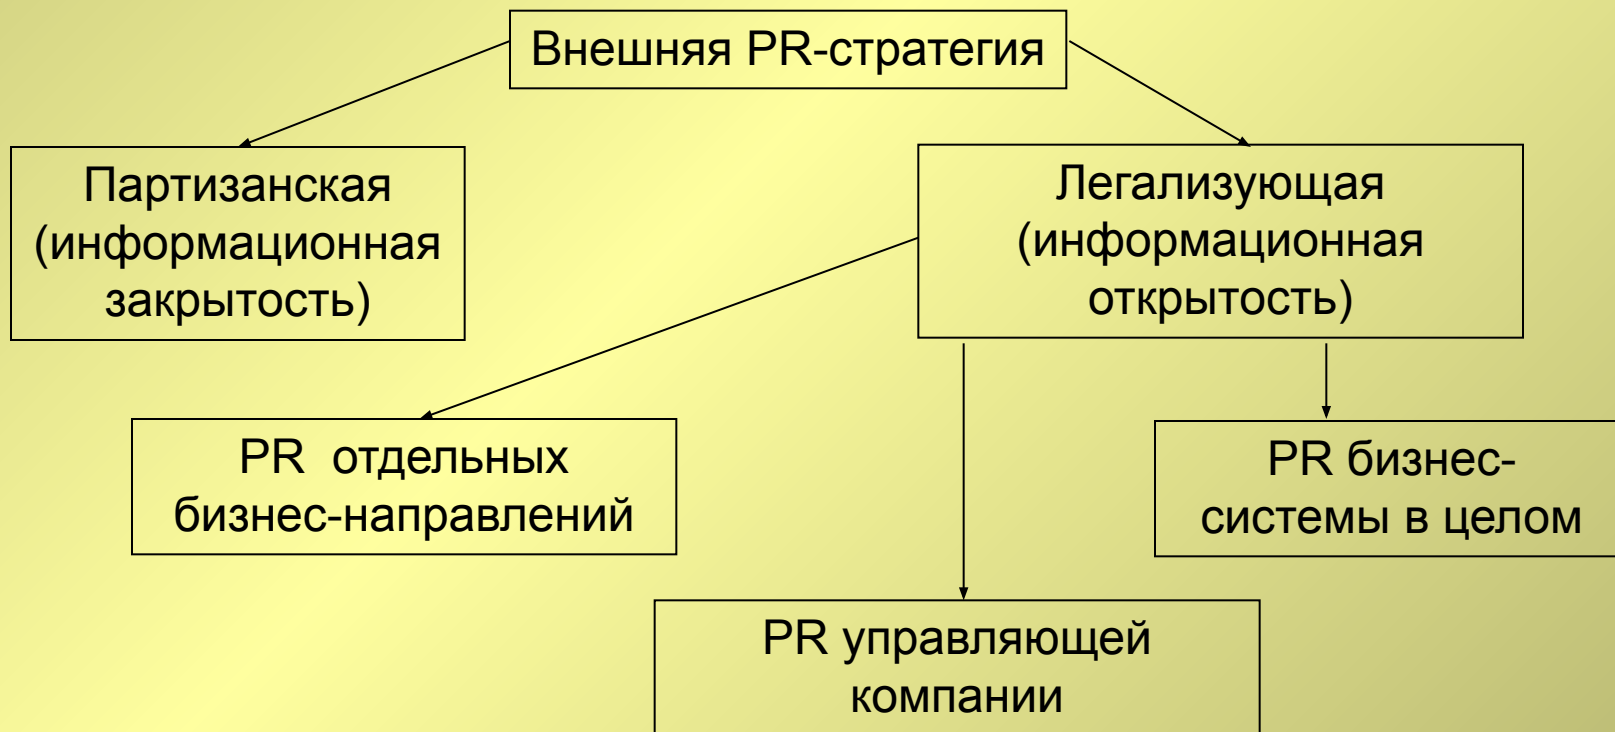 Внешняя PR-стратегия
Партизанская
(информационная
закрытость)
Легализующая
(информационная
открытость)
PR  отдельных
бизнес-направлений
PR бизнес-
системы в целом
PR управляющей
компании